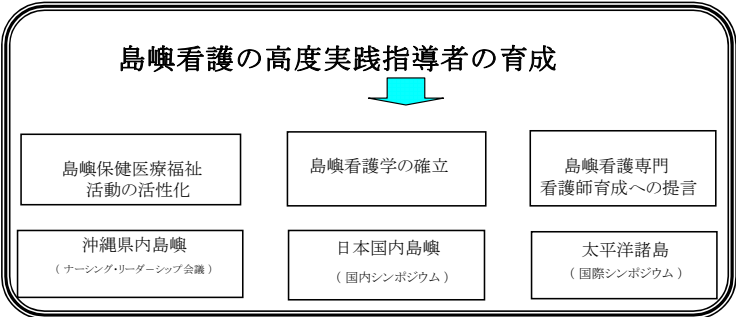 島嶼看護の高度実践指導者の育成
島嶼保健医療福祉
活動の活性化
島嶼看護学の確立
島嶼看護専門
看護師育成への提言
沖縄県内島嶼
（ ナーシング・リーダーシップ会議 ）
日本国内島嶼
（ 国内シンポジウム ）
太平洋諸島
（ 国際シンポジウム ）